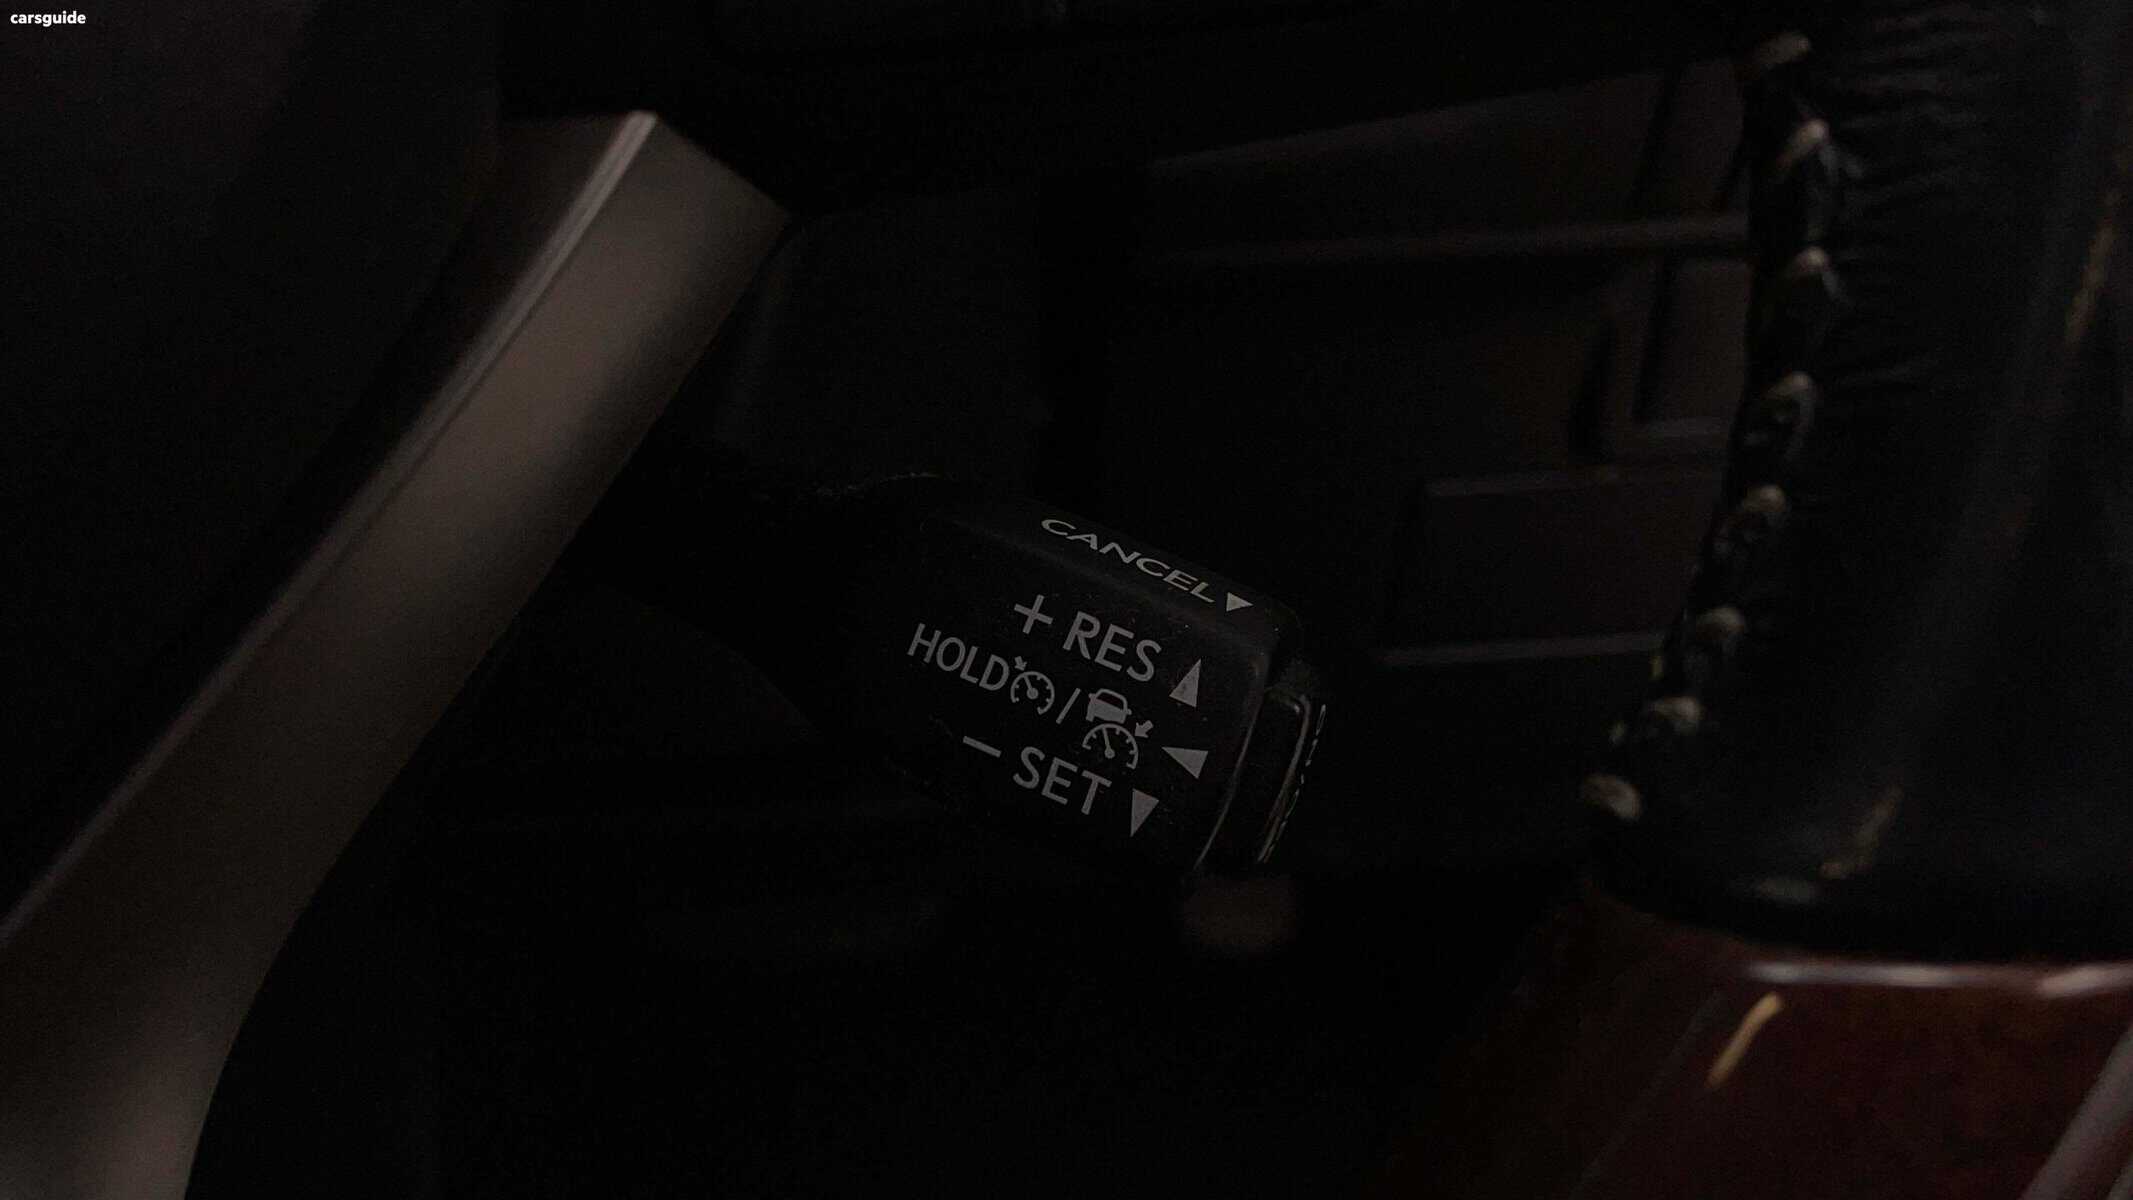 carsguide
CANCEL
+ RES
HOLD /
− SET